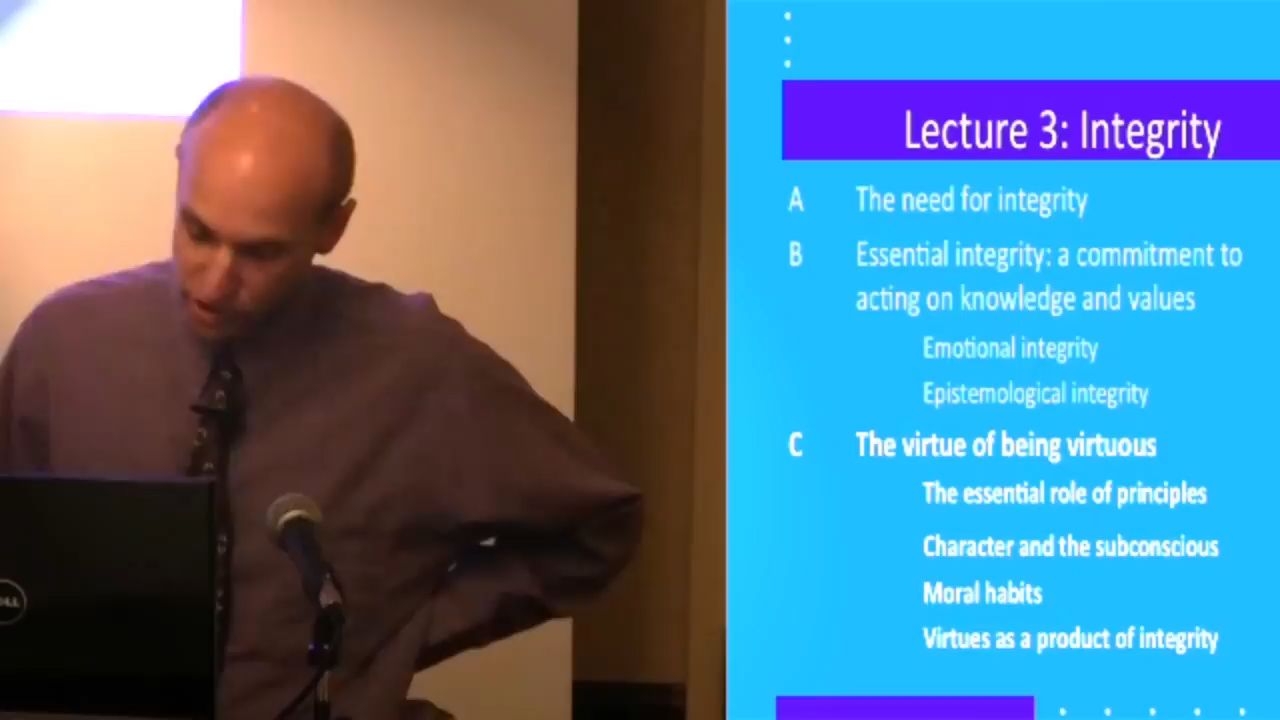 Lecture 3: Integrity
A The need for integrity
B Essential integrity: a commitment to
acting on knowledge and values
Emotional integrity
Epistemological integrity
C The virtue of being virtuous
The essential role of principles
Character and the subconscious
Moral habits
Virtues as a product of integrity